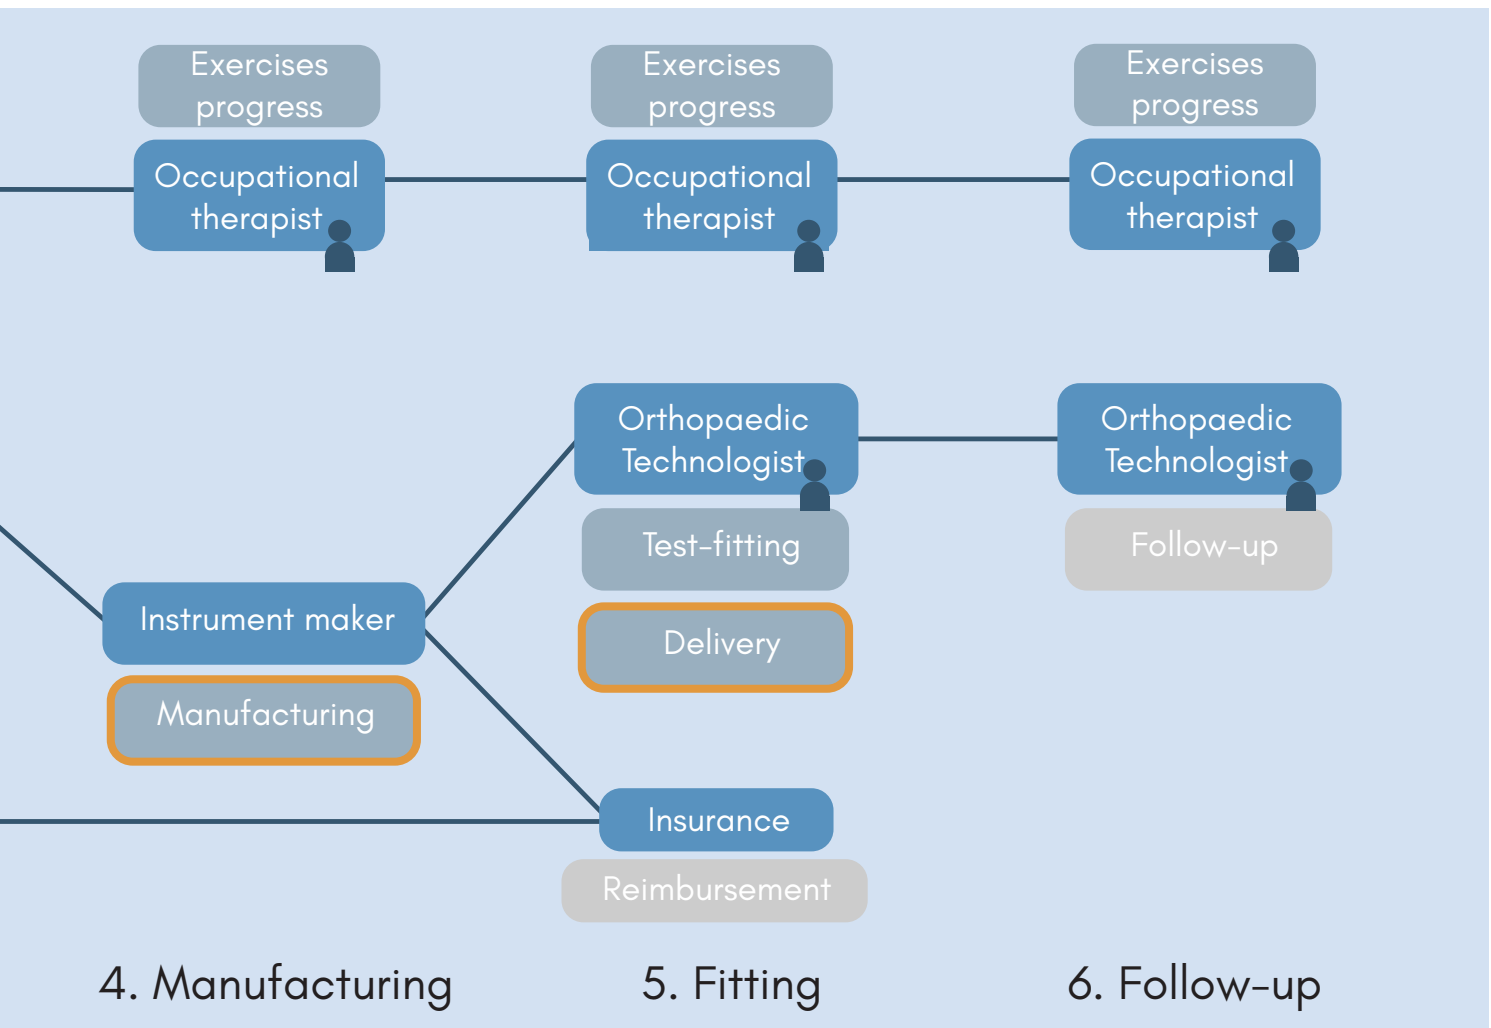 Exercises
progress
Occupational
therapist
Exercises
progress
Occupational
therapist
Exercises
progress
Occupational
therapist
Orthopaedic
Technologist
Test-fitting
Delivery
Orthopaedic
Technologist
Follow-up
Instrument maker
Manufacturing
Insurance
Reimbursement
4. Manufacturing
5. Fitting
6. Follow-up